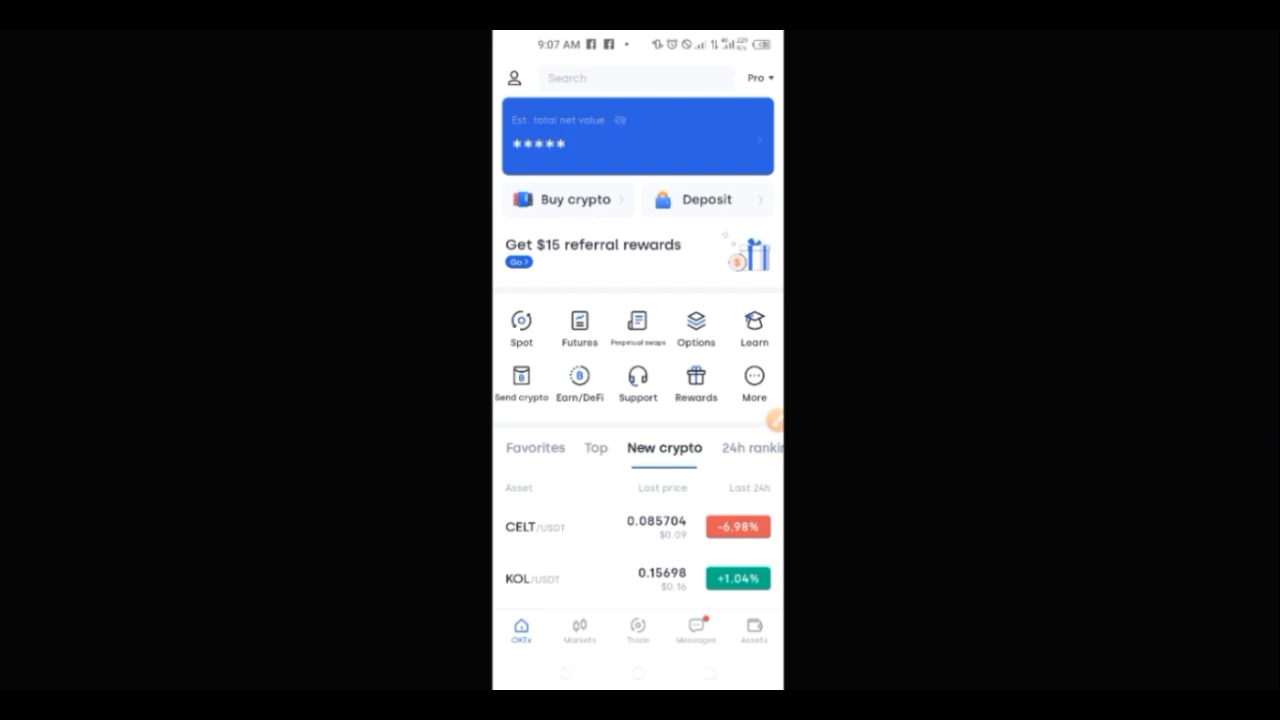 9:07 AM
Search
Pro
Est. total net value
*****
Buy crypto
Deposit
Get $15 referral rewards
Go >
Spot Futures Perpetual swaps Options Learn
Send crypto Earn/DeFi Support Rewards More
Favorites Top New crypto 24h rankin
Asset Last price Last 24h
CELT/USDT 0.085704 -6.98%
$0.09
KOL/USDT 0.15698 +1.04%
$0.16
Markets Trade Messages Assets